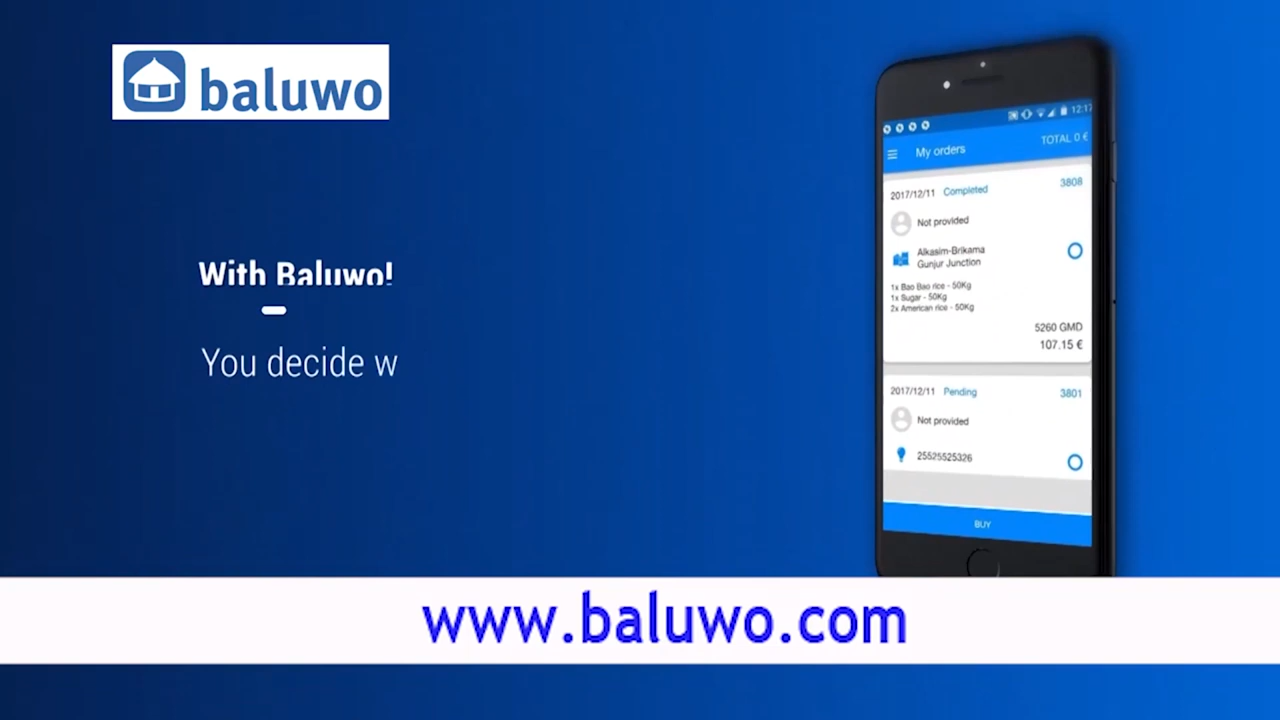 baluwo
With Baluwo!
You decide w
12:17
My orders
TOTAL 0 €
2017/12/11 Completed 3808
Not provided
Alkasim-Brikama
Gunjur Junction
1x Bao Bao rice - 50Kg
1x Sugar - 50Kg
2x American rice - 50Kg
5260 GMD
107.15 €
2017/12/11 Pending 3801
Not provided
25525525326
BUY
www.baluwo.com